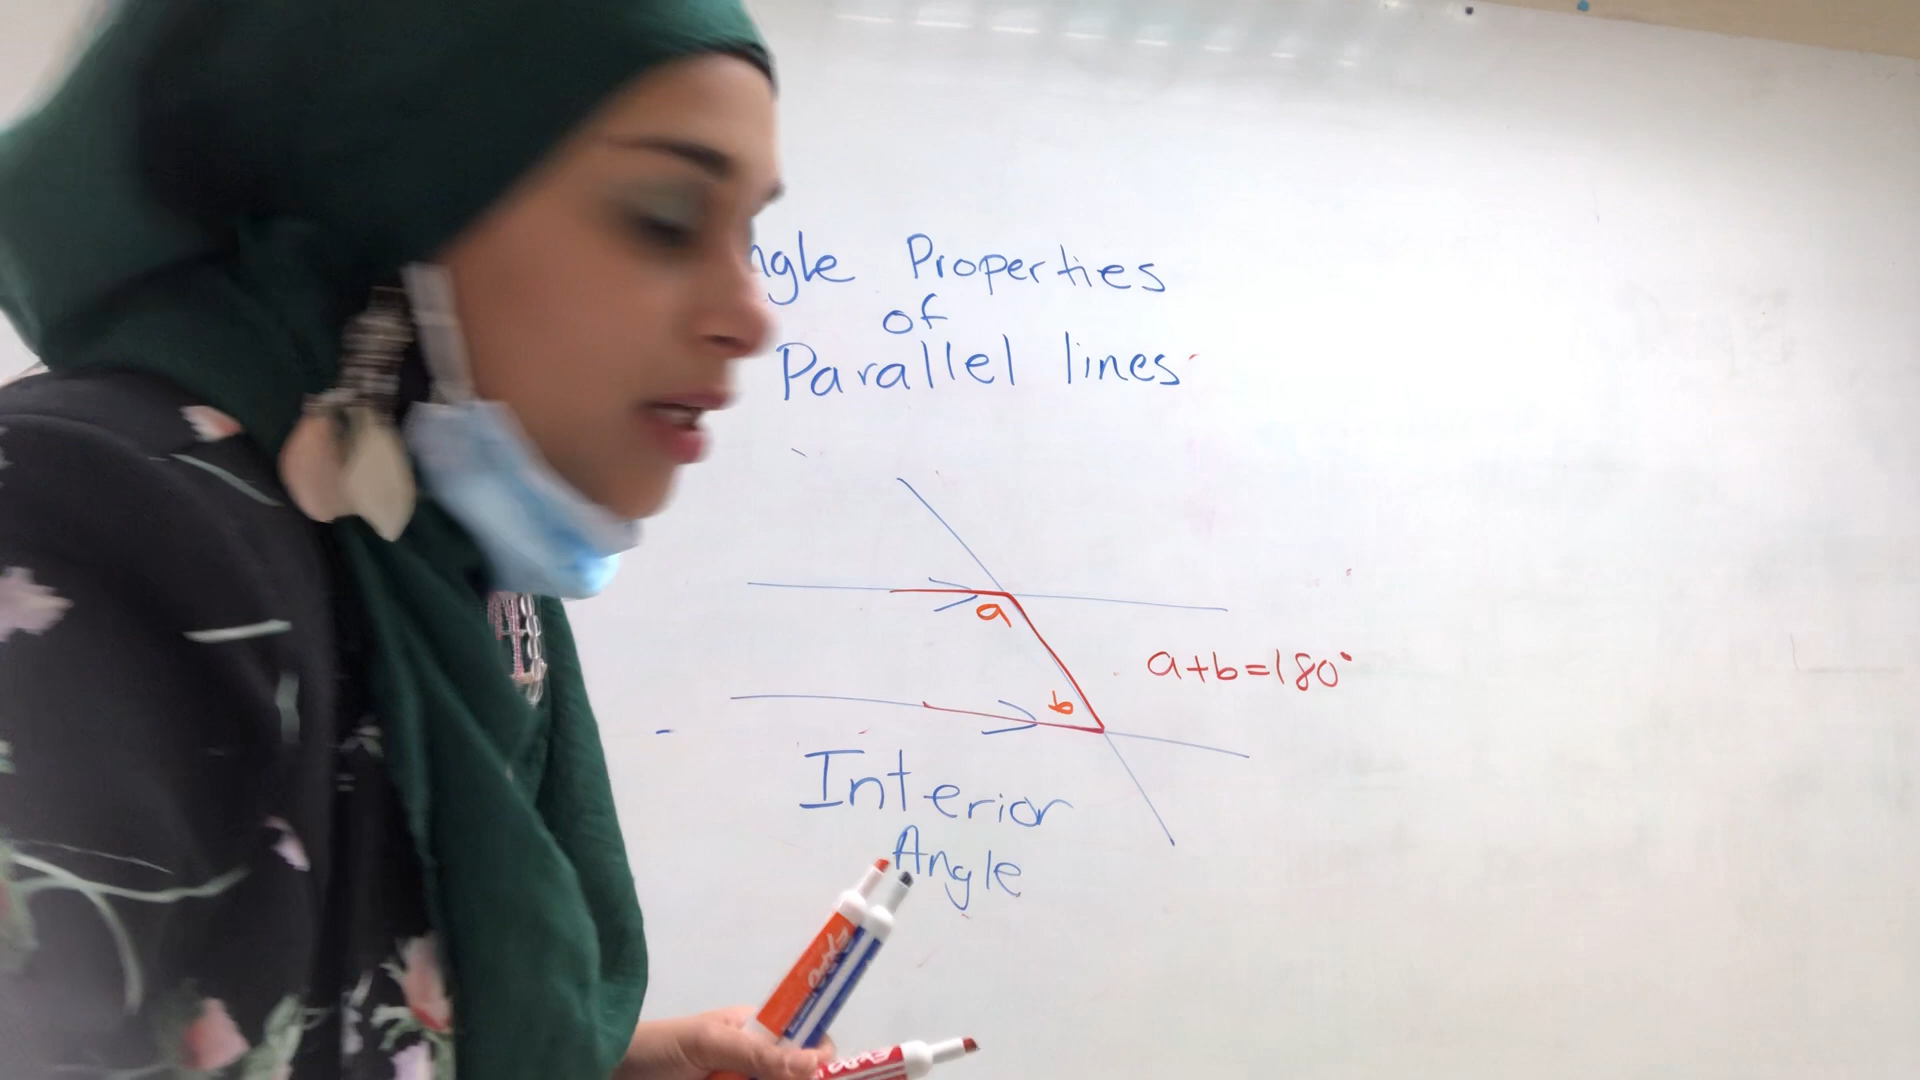 ngle Properties
of
Parallel lines
a
b
a+b=180°
Interior
Angle